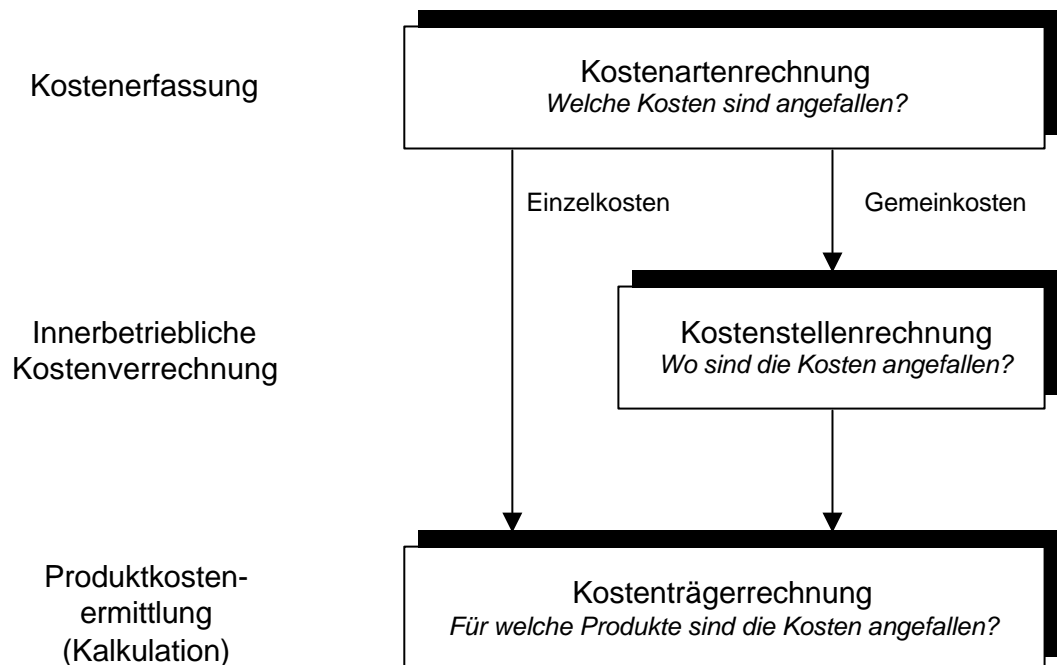 Kostenerfassung
Kostenartenrechnung
Welche Kosten sind angefallen?
Einzelkosten
Gemeinkosten
Innerbetriebliche
Kostenverrechnung
Kostenstellenrechnung
Wo sind die Kosten angefallen?
Produktkosten-
ermittlung
(Kalkulation)
Kostenträgerrechnung
Für welche Produkte sind die Kosten angefallen?